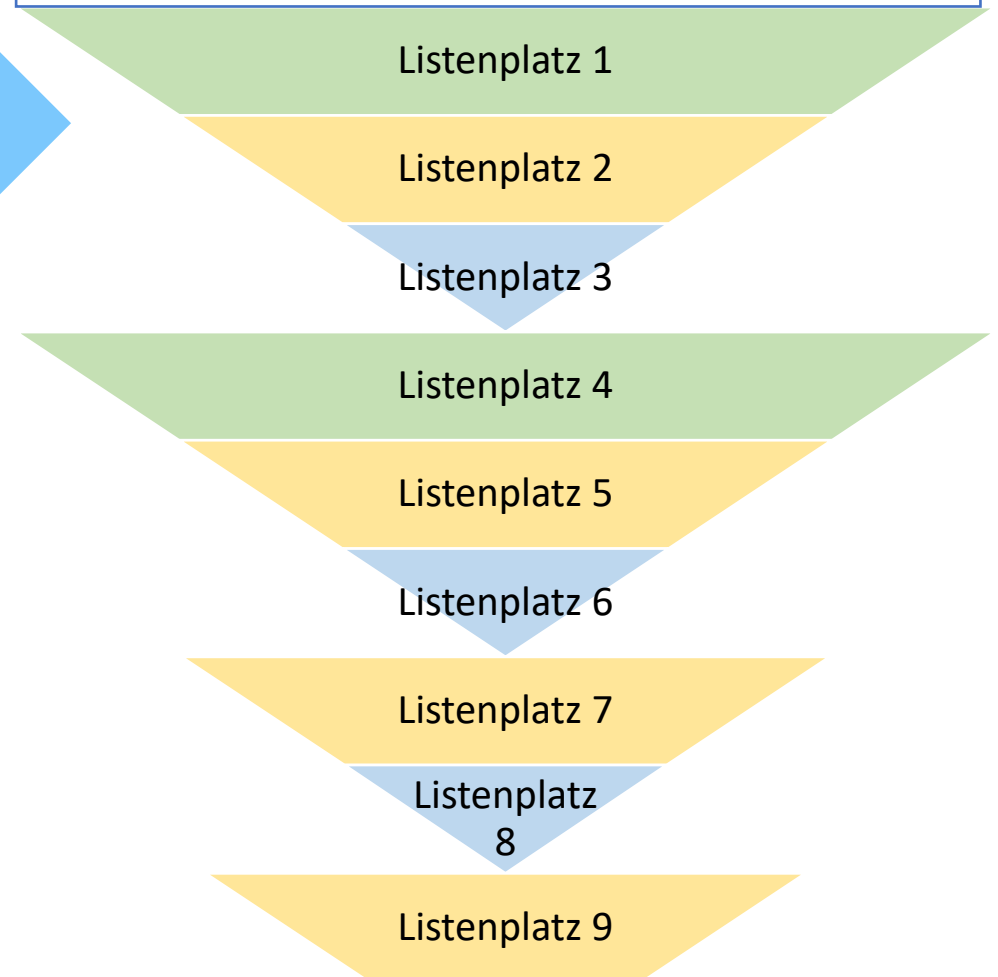 Listenplatz 1
Listenplatz 2
Listenplatz 3
Listenplatz 4
Listenplatz 5
Listenplatz 6
Listenplatz 7
Listenplatz
8
Listenplatz 9